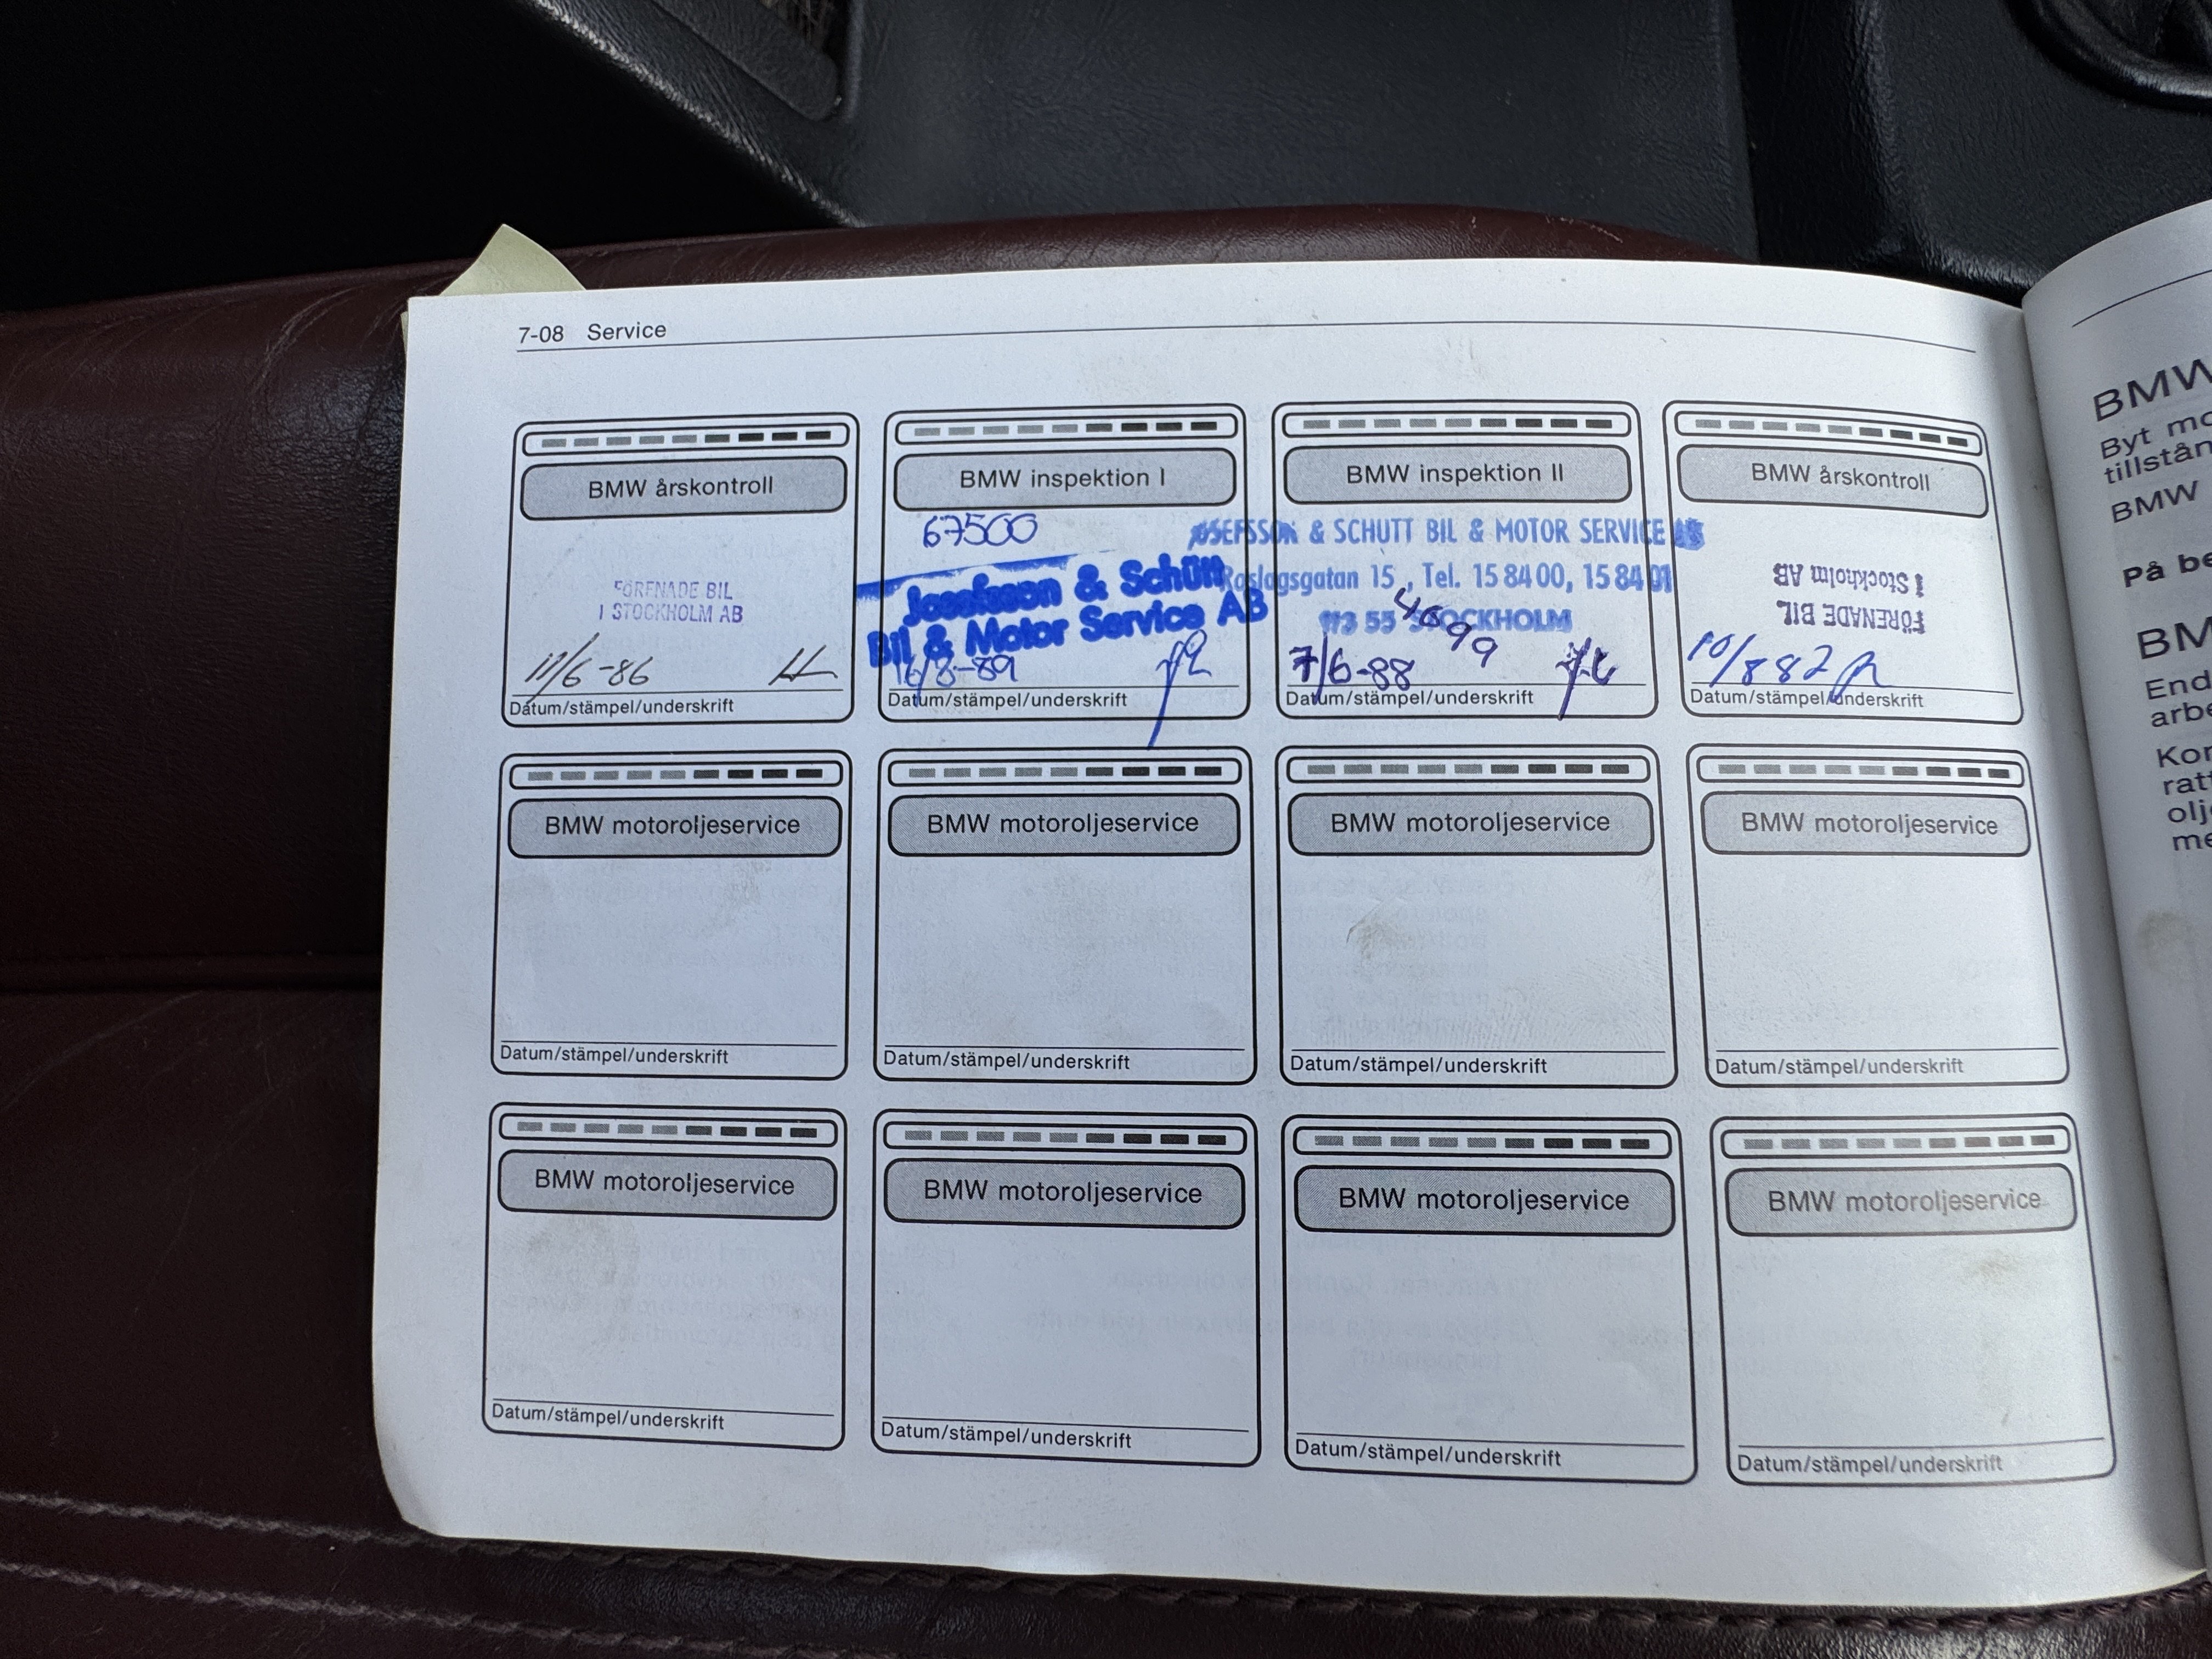 7-08 Service
BMW årskontroll
FÖRENADE BIL
I STOCKHOLM AB
11/6-86
Datum/stämpel/underskrift
BMW inspektion I
67500
Josefsson & Schütt
Bil & Motor Service AB
16/8-89
Datum/stämpel/underskrift
BMW inspektion II
JOSEFSSON & SCHUTT BIL & MOTOR SERVICE AB
Roslagsgatan 15, Tel. 15 84 00, 15 84 01
113 55 STOCKHOLM
7/6-88
Datum/stämpel/underskrift
BMW årskontroll
FÖRENADE BIL
I Stockholm AB
Datum/stämpel/underskrift
BMW motoroljeservice
Datum/stämpel/underskrift
BMW motoroljeservice
Datum/stämpel/underskrift
BMW motoroljeservice
Datum/stämpel/underskrift
BMW motoroljeservice
Datum/stämpel/underskrift
BMW motoroljeservice
Datum/stämpel/underskrift
BMW motoroljeservice
Datum/stämpel/underskrift
BMW motoroljeservice
Datum/stämpel/underskrift
BMW motoroljeservice
Datum/stämpel/underskrift
BMW
Byt
BMW
På